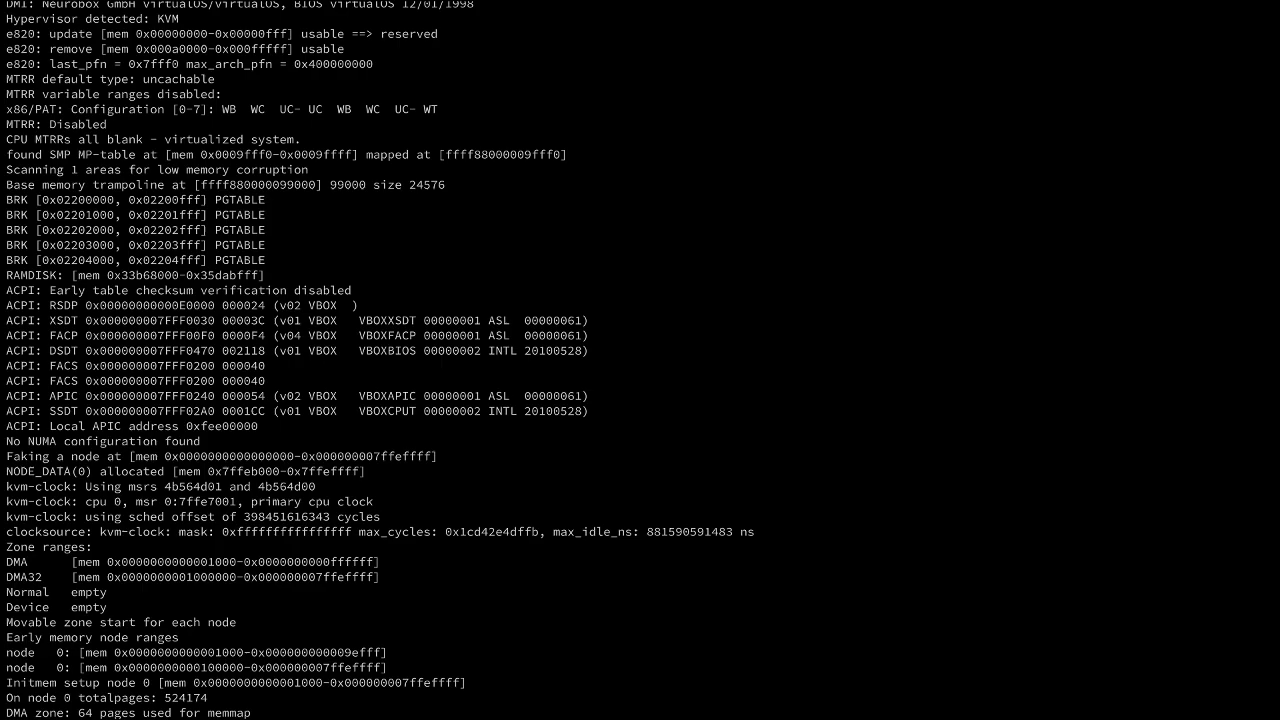 DMI: Neurobox GmbH virtualOS/virtualOS, BIOS virtualOS 12/01/1998
Hypervisor detected: KVM
e820: update [mem 0x00000000-0x00000fff] usable ==> reserved
e820: remove [mem 0x000a0000-0x000fffff] usable
e820: last_pfn = 0x7fff0 max_arch_pfn = 0x400000000
MTRR default type: uncachable
MTRR variable ranges disabled:
x86/PAT: Configuration [0-7]: WB  WC  UC- UC  WB  WC  UC- WT
MTRR: Disabled
CPU MTRRs all blank - virtualized system.
found SMP MP-table at [mem 0x0009fff0-0x0009ffff] mapped at [ffff88000009fff0]
Scanning 1 areas for low memory corruption
Base memory trampoline at [ffff880000099000] 99000 size 24576
BRK [0x02200000, 0x02200fff] PGTABLE
BRK [0x02201000, 0x02201fff] PGTABLE
BRK [0x02202000, 0x02202fff] PGTABLE
BRK [0x02203000, 0x02203fff] PGTABLE
BRK [0x02204000, 0x02204fff] PGTABLE
RAMDISK: [mem 0x33b68000-0x35dabfff]
ACPI: Early table checksum verification disabled
ACPI: RSDP 0x00000000000E0000 000024 (v02 VBOX  )
ACPI: XSDT 0x000000007FFF0030 00003C (v01 VBOX   VBOXXSDT 00000001 ASL  00000061)
ACPI: FACP 0x000000007FFF00F0 0000F4 (v04 VBOX   VBOXFACP 00000001 ASL  00000061)
ACPI: DSDT 0x000000007FFF0470 002118 (v01 VBOX   VBOXBIOS 00000002 INTL 20100528)
ACPI: FACS 0x000000007FFF0200 000040
ACPI: FACS 0x000000007FFF0200 000040
ACPI: APIC 0x000000007FFF0240 000054 (v02 VBOX   VBOXAPIC 00000001 ASL  00000061)
ACPI: SSDT 0x000000007FFF02A0 0001CC (v01 VBOX   VBOXCPUT 00000002 INTL 20100528)
ACPI: Local APIC address 0xfee00000
No NUMA configuration found
Faking a node at [mem 0x0000000000000000-0x000000007ffeffff]
NODE_DATA(0) allocated [mem 0x7ffeb000-0x7ffeffff]
kvm-clock: Using msrs 4b564d01 and 4b564d00
kvm-clock: cpu 0, msr 0:7ffe7001, primary cpu clock
kvm-clock: using sched offset of 398451616343 cycles
clocksource: kvm-clock: mask: 0xffffffffffffffff max_cycles: 0x1cd42e4dffb, max_idle_ns: 881590591483 ns
Zone ranges:
DMA      [mem 0x0000000000001000-0x0000000000ffffff]
DMA32    [mem 0x0000000001000000-0x000000007ffeffff]
Normal   empty
Device   empty
Movable zone start for each node
Early memory node ranges
node   0: [mem 0x0000000000001000-0x000000000009efff]
node   0: [mem 0x0000000000100000-0x000000007ffeffff]
Initmem setup node 0 [mem 0x0000000000001000-0x000000007ffeffff]
On node 0 totalpages: 524174
DMA zone: 64 pages used for memmap